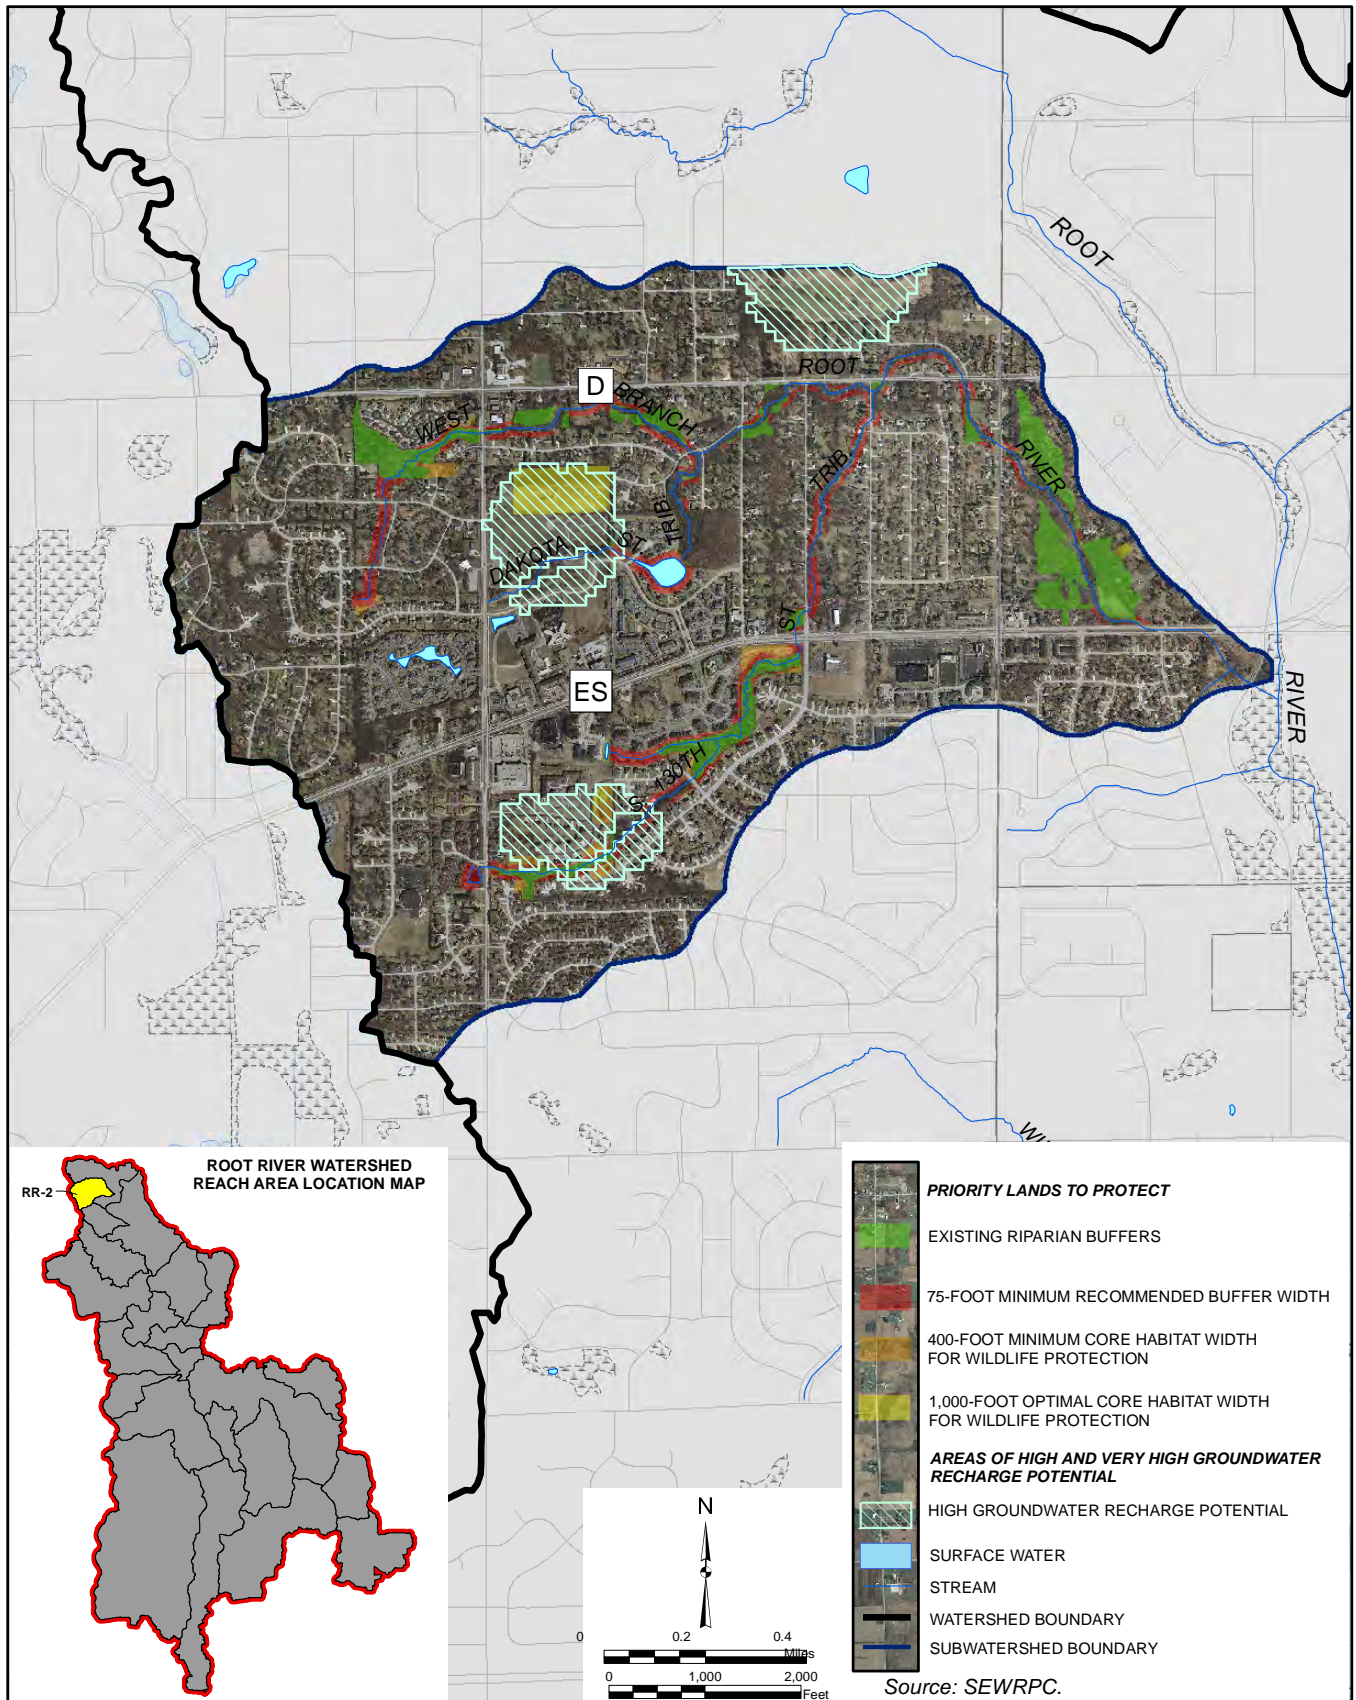 ROOT
ROOT
D
BRANCH
WEST
RIVER
TRIB
TRIB
ST
DAKOTA
ST
ES
RIVER
130TH
S.
ROOT RIVER WATERSHED
REACH AREA LOCATION MAP
RR-2
PRIORITY LANDS TO PROTECT
EXISTING RIPARIAN BUFFERS
75-FOOT MINIMUM RECOMMENDED BUFFER WIDTH
400-FOOT MINIMUM CORE HABITAT WIDTH
FOR WILDLIFE PROTECTION
1,000-FOOT OPTIMAL CORE HABITAT WIDTH
FOR WILDLIFE PROTECTION
AREAS OF HIGH AND VERY HIGH GROUNDWATER
RECHARGE POTENTIAL
HIGH GROUNDWATER RECHARGE POTENTIAL
SURFACE WATER
STREAM
WATERSHED BOUNDARY
SUBWATERSHED BOUNDARY
N
0 0.2 0.4
Miles
0 1,000 2,000
Feet
Source: SEWRPC.